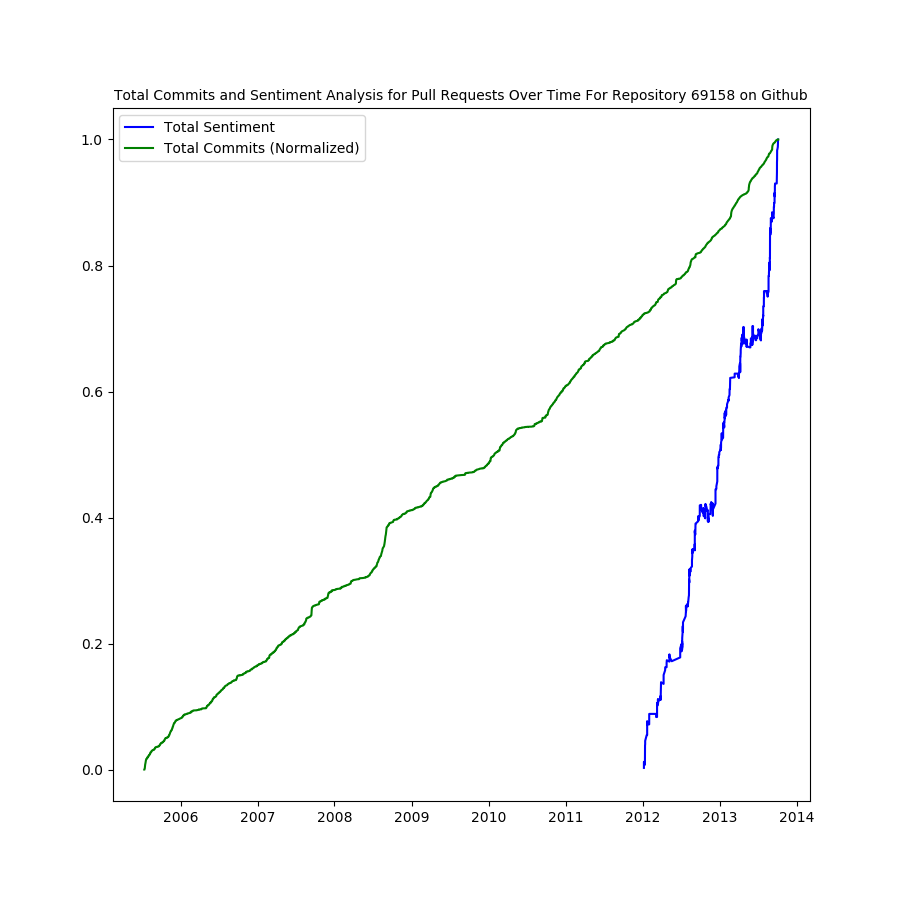 Total Commits and Sentiment Analysis for Pull Requests Over Time For Repository 69158 on Github
Total Sentiment
Total Commits (Normalized)
1.0
0.8
0.6
0.4
0.2
0.0
2006 2007 2008 2009 2010 2011 2012 2013 2014